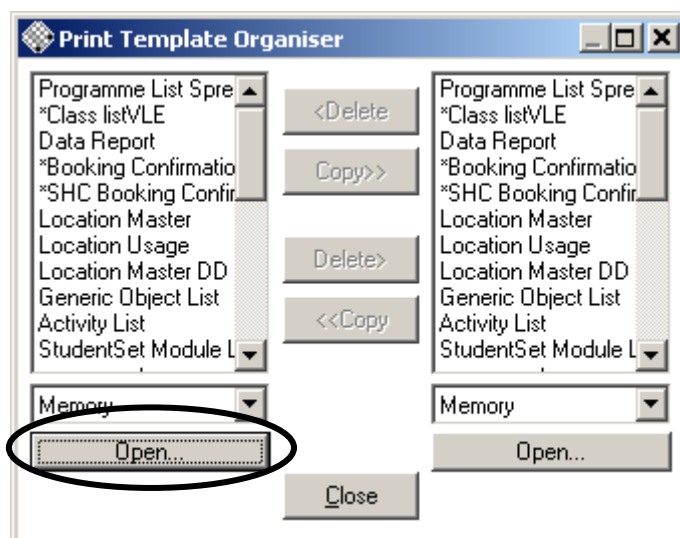 Print Template Organiser
Programme List Spre
*Class listVLE
Data Report
*Booking Confirmatio
*SHC Booking Confir
Location Master
Location Usage
Location Master DD
Generic Object List
Activity List
StudentSet Module L
Memory
Open...
<Delete
Copy>>
Delete>
<<Copy
Close
Programme List Spre
*Class listVLE
Data Report
*Booking Confirmatio
*SHC Booking Confir
Location Master
Location Usage
Location Master DD
Generic Object List
Activity List
StudentSet Module L
Memory
Open...